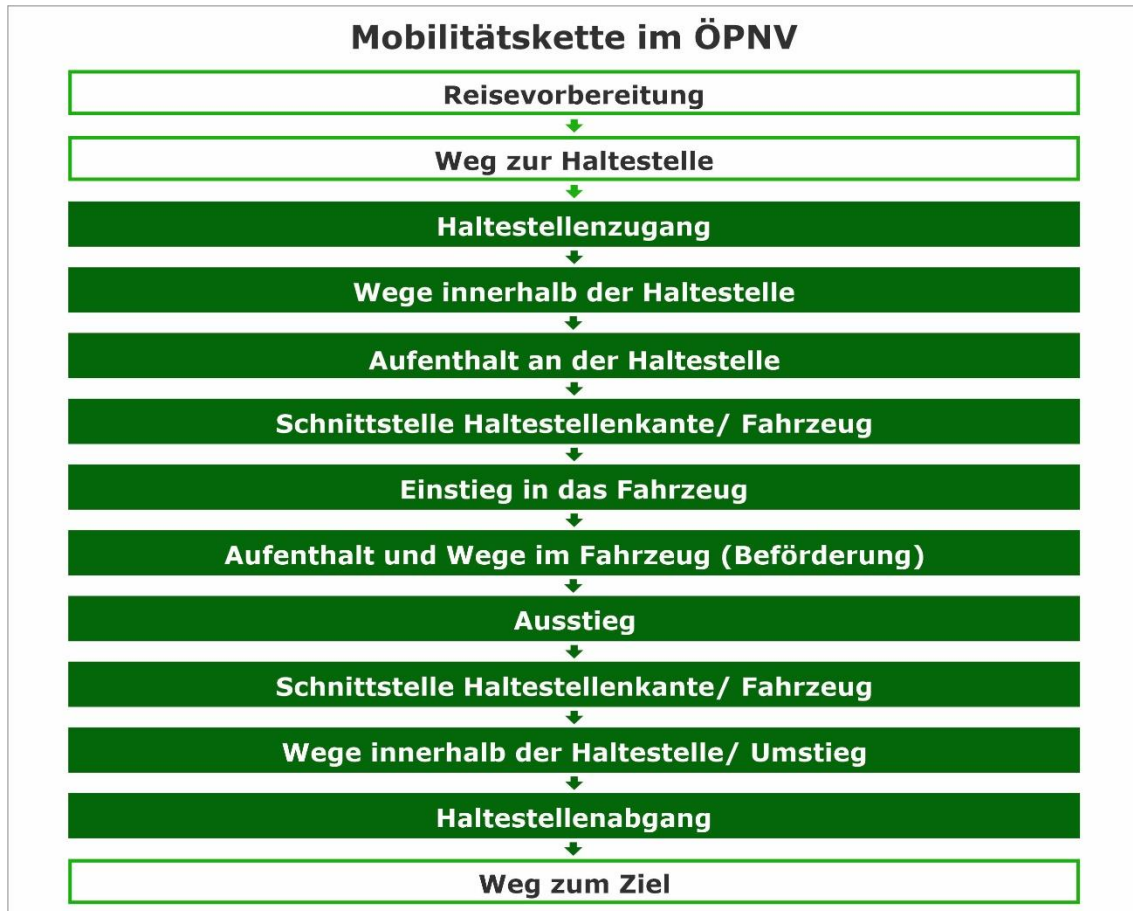 Mobilitätskette im ÖPNV
Reisevorbereitung
Weg zur Haltestelle
Haltestellenzugang
Wege innerhalb der Haltestelle
Aufenthalt an der Haltestelle
Schnittstelle Haltestellenkante/ Fahrzeug
Einstieg in das Fahrzeug
Aufenthalt und Wege im Fahrzeug (Beförderung)
Ausstieg
Schnittstelle Haltestellenkante/ Fahrzeug
Wege innerhalb der Haltestelle/ Umstieg
Haltestellenabgang
Weg zum Ziel